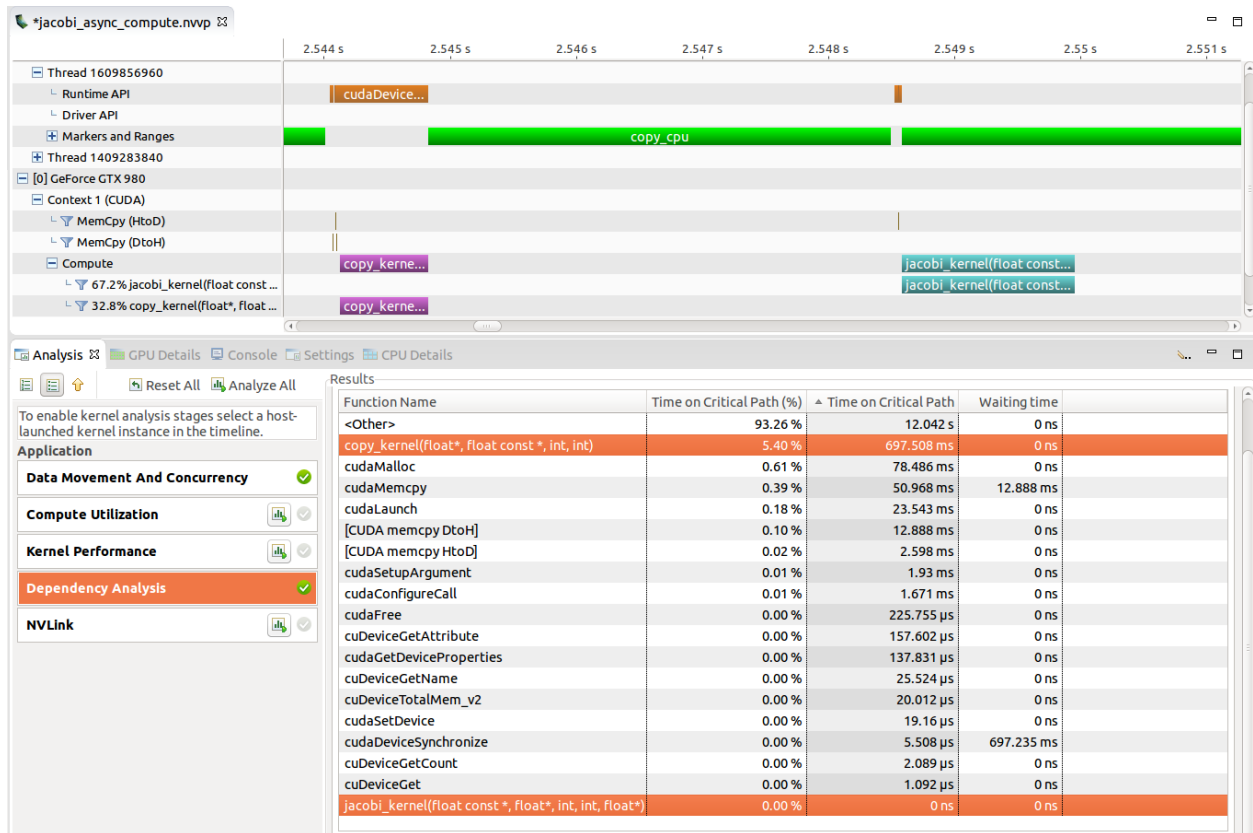 *jacobi_async_compute.nvvp
2.544 s 2.545 s 2.546 s 2.547 s 2.548 s 2.549 s 2.55 s 2.551 s
Thread 1609856960
Runtime API cudaDevice...
Driver API
Markers and Ranges copy_cpu
Thread 1409283840
[0] GeForce GTX 980
Context 1 (CUDA)
MemCpy (HtoD)
MemCpy (DtoH)
Compute copy_kerne... jacobi_kernel(float const...
67.2% jacobi_kernel(float const ... jacobi_kernel(float const...
32.8% copy_kernel(float*, float ... copy_kerne...
Analysis GPU Details Console Settings CPU Details
Reset All Analyze All
To enable kernel analysis stages select a host-
launched kernel instance in the timeline.
Application
Data Movement And Concurrency
Compute Utilization
Kernel Performance
Dependency Analysis
NVLink
Results
Function Name Time on Critical Path (%) Time on Critical Path Waiting time
<Other> 93.26 % 12.042 s 0 ns
copy_kernel(float*, float const *, int, int) 5.40 % 697.508 ms 0 ns
cudaMalloc 0.61 % 78.486 ms 0 ns
cudaMemcpy 0.39 % 50.968 ms 12.888 ms
cudaLaunch 0.18 % 23.543 ms 0 ns
[CUDA memcpy DtoH] 0.10 % 12.888 ms 0 ns
[CUDA memcpy HtoD] 0.02 % 2.598 ms 0 ns
cudaSetupArgument 0.01 % 1.93 ms 0 ns
cudaConfigureCall 0.01 % 1.671 ms 0 ns
cudaFree 0.00 % 225.755 µs 0 ns
cuDeviceGetAttribute 0.00 % 157.602 µs 0 ns
cudaGetDeviceProperties 0.00 % 137.831 µs 0 ns
cuDeviceGetName 0.00 % 25.524 µs 0 ns
cuDeviceTotalMem_v2 0.00 % 20.012 µs 0 ns
cudaSetDevice 0.00 % 19.16 µs 0 ns
cudaDeviceSynchronize 0.00 % 5.508 µs 697.235 ms
cuDeviceGetCount 0.00 % 2.089 µs 0 ns
cuDeviceGet 0.00 % 1.092 µs 0 ns
jacobi_kernel(float const *, float*, int, int, float*) 0.00 % 0 ns 0 ns